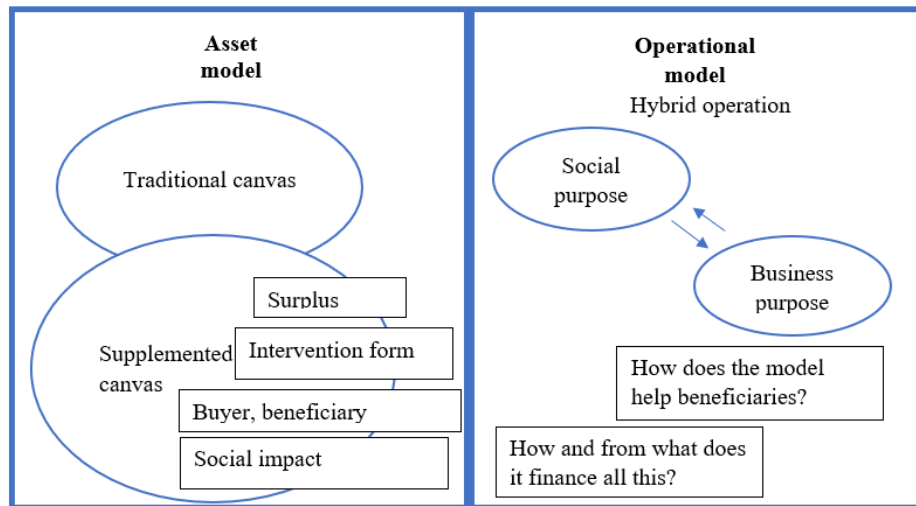 Asset
model
Traditional canvas
Surplus
Supplemented
canvas
Intervention form
Buyer, beneficiary
Social impact
Operational
model
Hybrid operation
Social
purpose
Business
purpose
How does the model
help beneficiaries?
How and from what does
it finance all this?